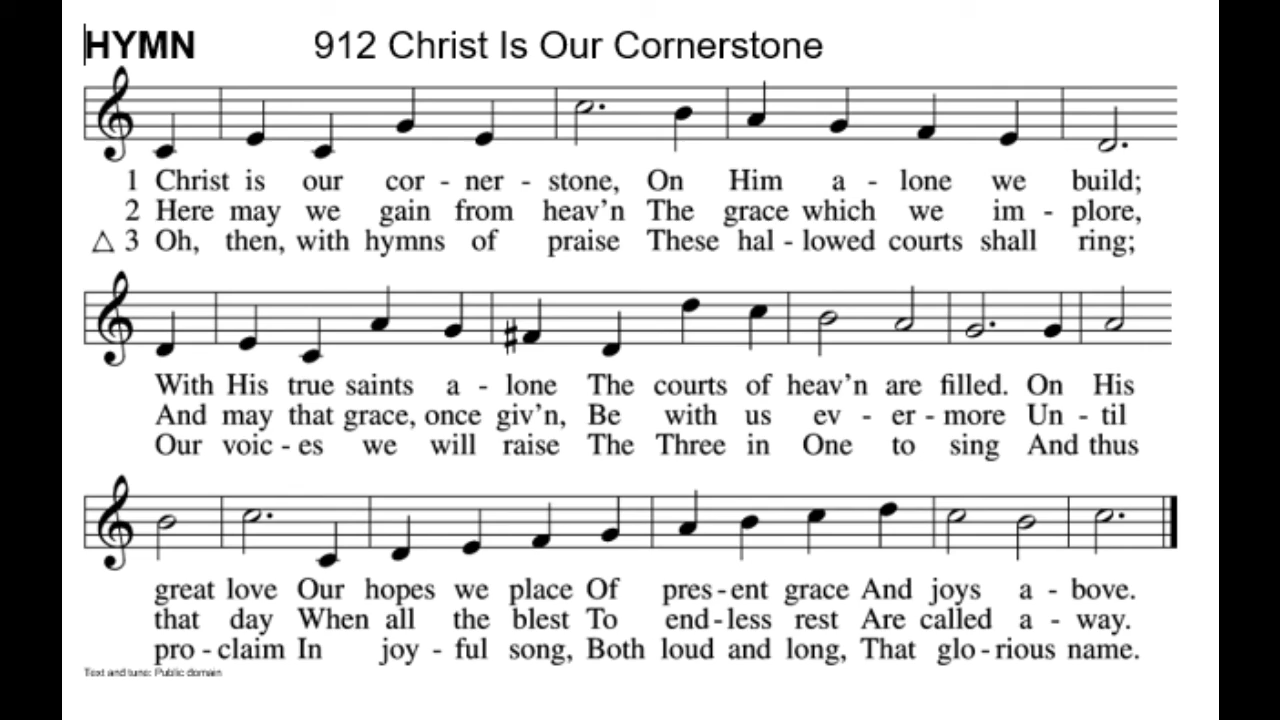 HYMN 912 Christ Is Our Cornerstone
1 Christ is our cor - ner - stone, On Him a - lone we build;
2 Here may we gain from heav’n The grace which we im - plore,
△ 3 Oh, then, with hymns of praise These hal - lowed courts shall ring;
With His true saints a - lone The courts of heav’n are filled. On His
And may that grace, once giv’n, Be with us ev - er - more Un - til
Our voic - es we will raise The Three in One to sing And thus
great love Our hopes we place Of pres - ent grace And joys a - bove.
that day When all the blest To end - less rest Are called a - way.
pro - claim In joy - ful song, Both loud and long, That glo - rious name.
Text and tune: Public domain